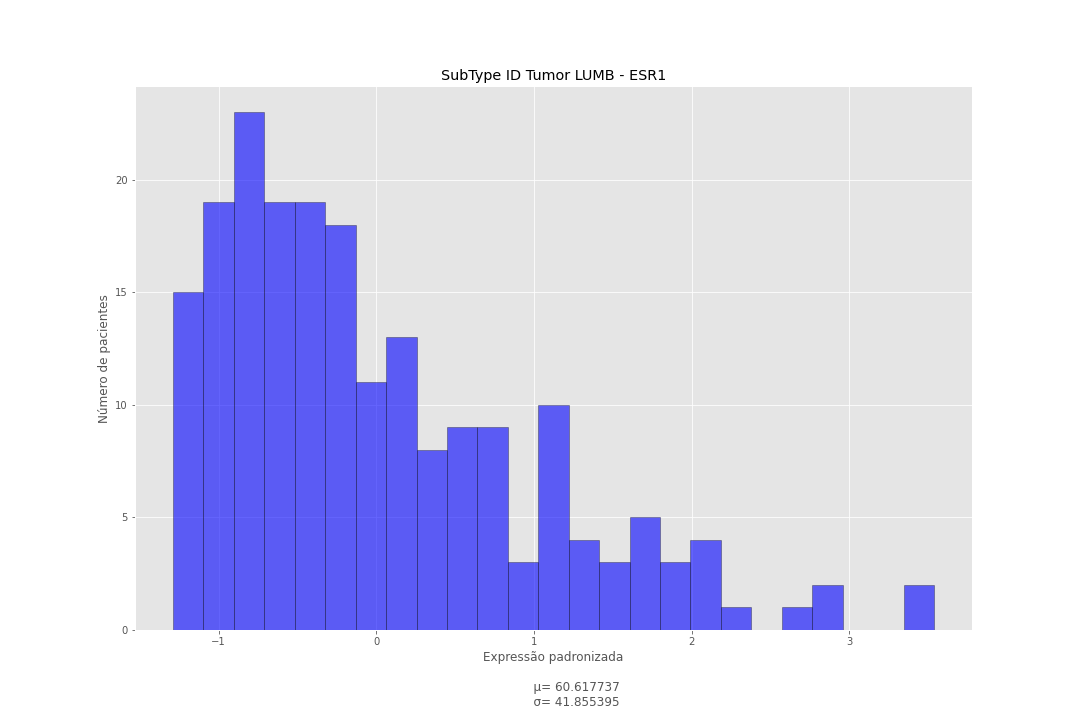 SubType ID Tumor LUMB - ESR1
Número de pacientes
20
15
10
5
0
−1
0
1
2
3
Expressão padronizada
μ= 60.617737
σ= 41.855395